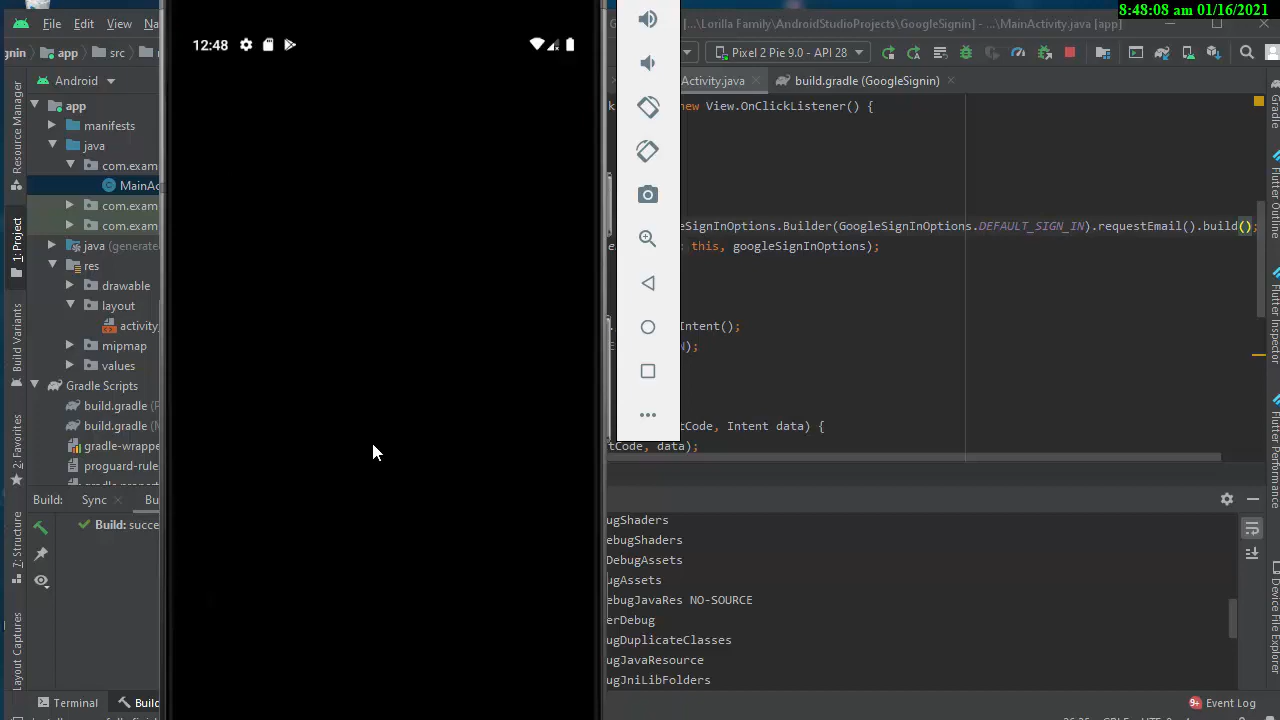 8:48:08 am 01/16/2021
File Edit View Na
[...\Lorilla Family\AndroidStudioProjects\GoogleSignin] - ...\MainActivity.java [app]
gnin app src
Pixel 2 Pie 9.0 - API 28
12:48
Android
Activity.java
build.gradle (GoogleSignin)
app
manifests
java
com.exam
MainAc
com.exam
com.exam
java (generate
res
drawable
layout
activity_
mipmap
values
Gradle Scripts
build.gradle (P
build.gradle (M
gradle-wrappe
proguard-rule
Resource Manager
1: Project
Build Variants
2: Favorites
7: Structure
Layout Captures
k new View.OnClickListener() {
eSignInOptions.Builder(GoogleSignInOptions.DEFAULT_SIGN_IN).requestEmail().build();
this, googleSignInOptions);
Intent();
N);
tCode, Intent data) {
tCode, data);
Gradle
Flutter Outline
Flutter Inspector
Flutter Performance
Device File Explorer
Build: Sync Bu
Build: succe
ugShaders
ebugShaders
DebugAssets
ugAssets
ebugJavaRes NO-SOURCE
erDebug
ugDuplicateClasses
ugJavaResource
ugJniLibFolders
Terminal Build
Event Log